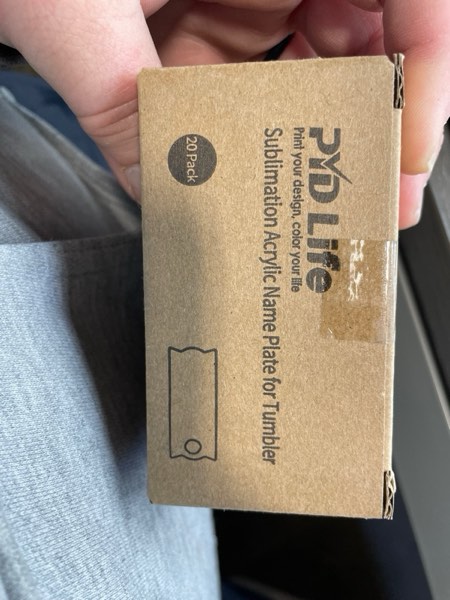 PYD Life
Print your design, color your life
Sublimation Acrylic Name Plate for Tumbler
20 Pack